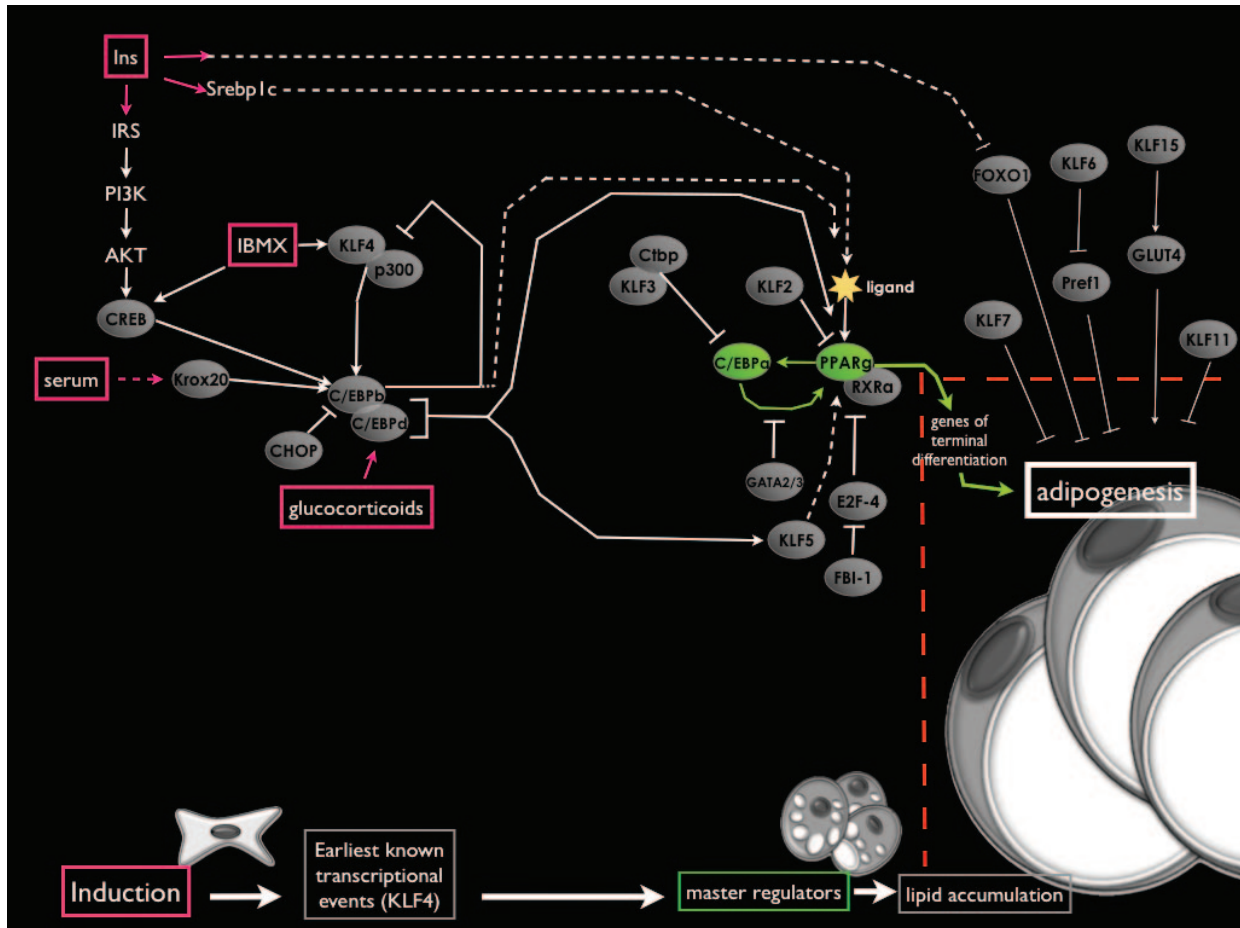 Ins
Srebp1c
IRS
PI3K
AKT
CREB
IBMX
KLF4
p300
serum
Krox20
C/EBPb
C/EBPd
CHOP
glucocorticoids
Ctbp
KLF3
KLF2
ligand
C/EBPa
PPARg
RXRa
GATA2/3
E2F-4
KLF5
FBI-1
FOXO1
KLF6
KLF15
Pref1
GLUT4
KLF7
KLF11
genes of
terminal
differentiation
adipogenesis
Induction
Earliest known
transcriptional
events (KLF4)
master regulators
lipid accumulation